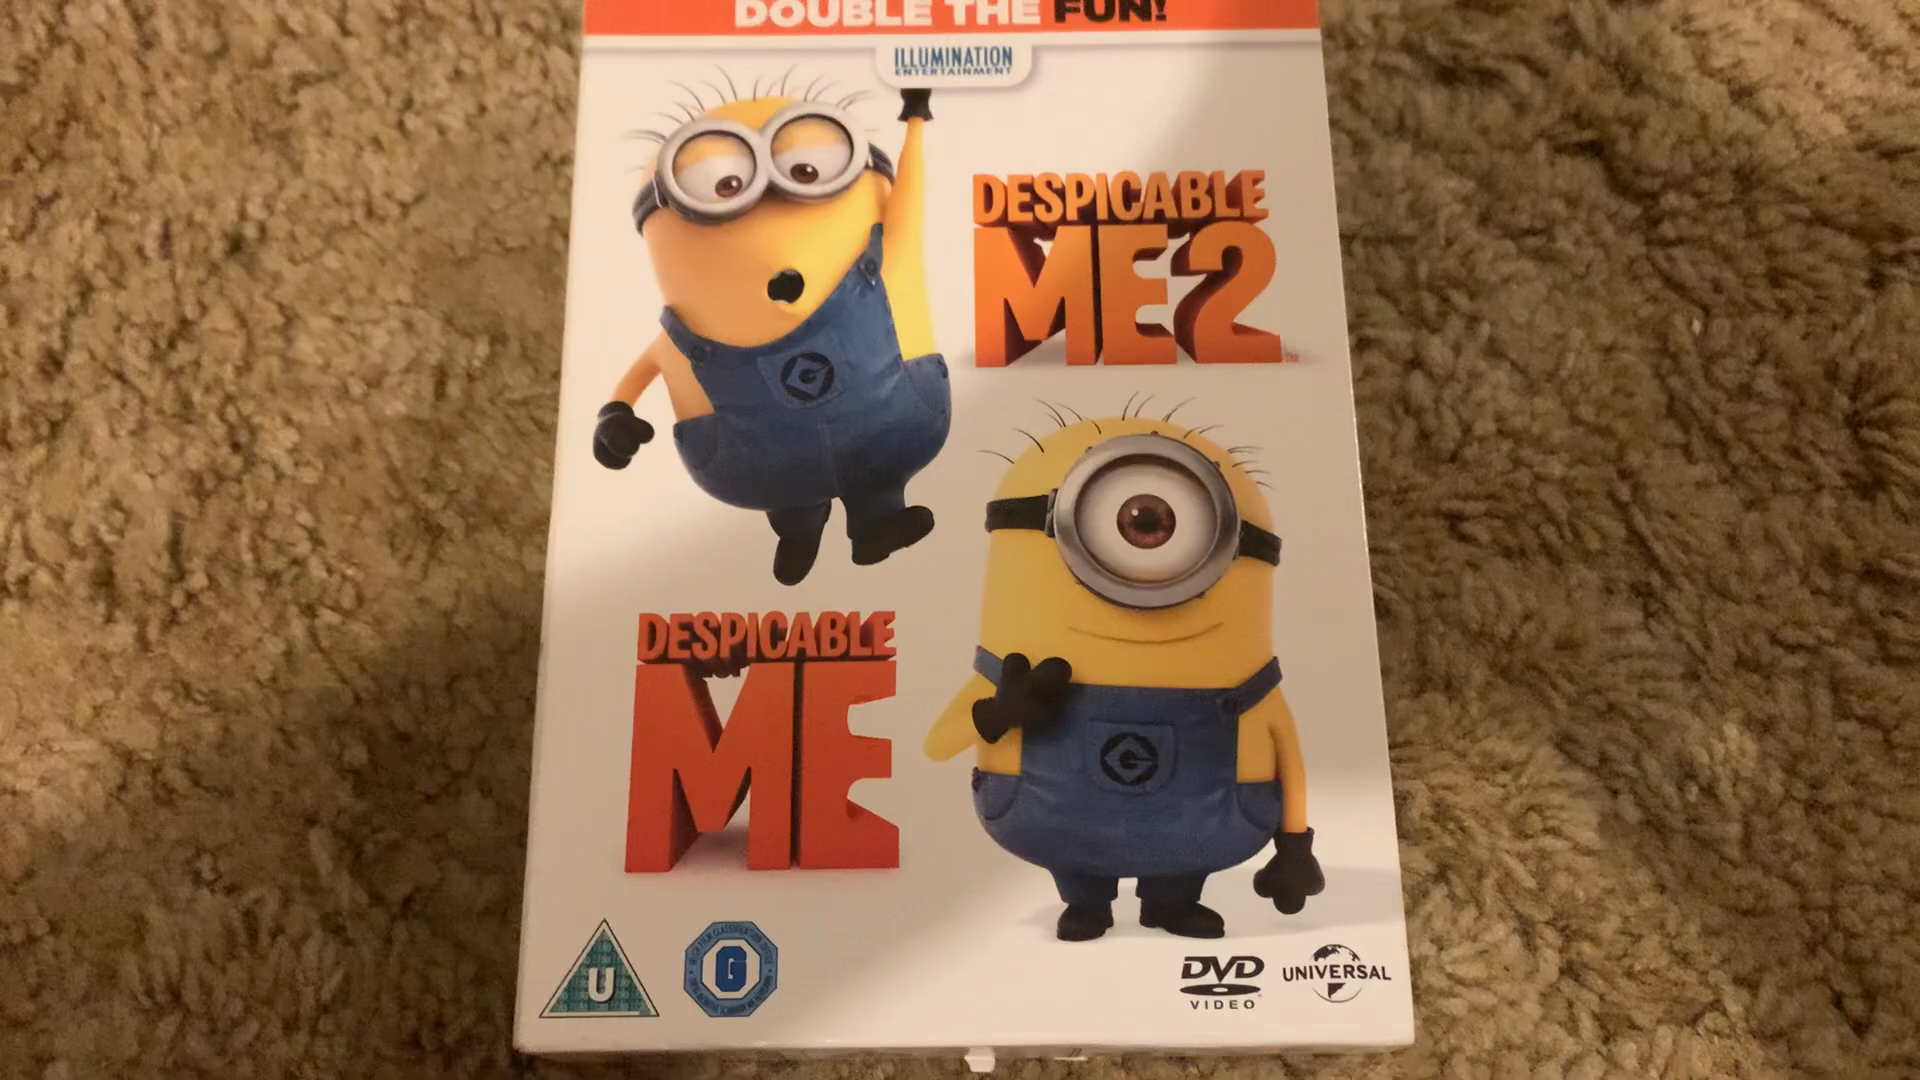 DOUBLE THE FUN!
ILLUMINATION
ENTERTAINMENT
DESPICABLE
ME 2
DESPICABLE
ME
U
G
DVD
VIDEO
UNIVERSAL